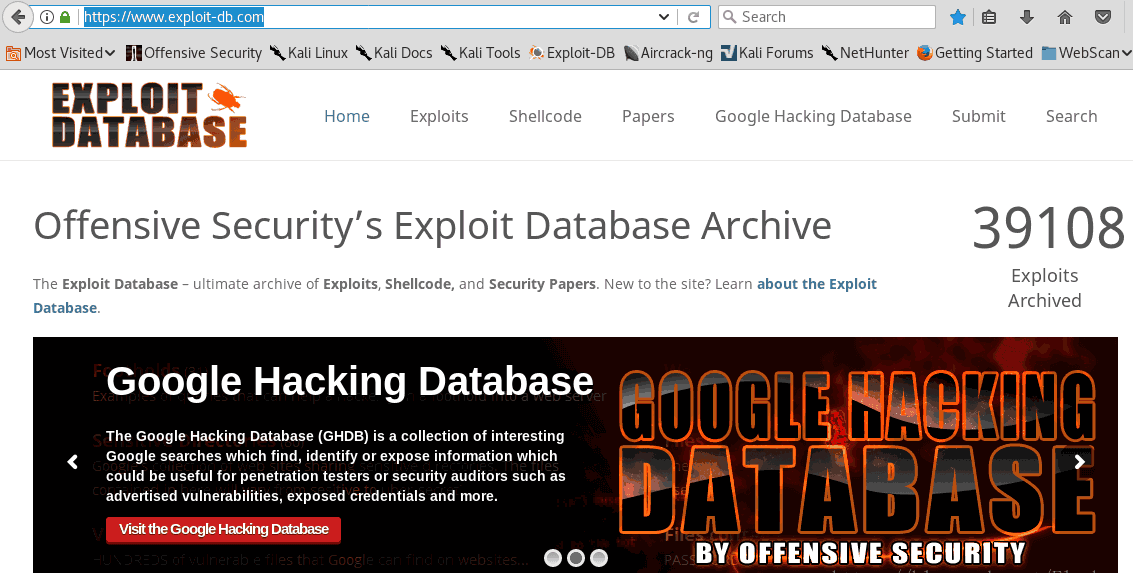 https://www.exploit-db.com
Search
Most Visited Offensive Security Kali Linux Kali Docs Kali Tools Exploit-DB Aircrack-ng Kali Forums NetHunter Getting Started WebScan
EXPLOIT
DATABASE
Home Exploits Shellcode Papers Google Hacking Database Submit Search
Offensive Security’s Exploit Database Archive
39108
Exploits
Archived
The Exploit Database – ultimate archive of Exploits, Shellcode, and Security Papers. New to the site? Learn about the Exploit
Database.
Google Hacking Database
The Google Hacking Database (GHDB) is a collection of interesting
Google searches which find, identify or expose information which
could be useful for penetration testers or security auditors such as
advertised vulnerabilities, exposed credentials and more.
Visit the Google Hacking Database
HUNDREDS of vulnerable files that Google can find on websites...
GOOGLE HACKING
DATABASE
BY OFFENSIVE SECURITY